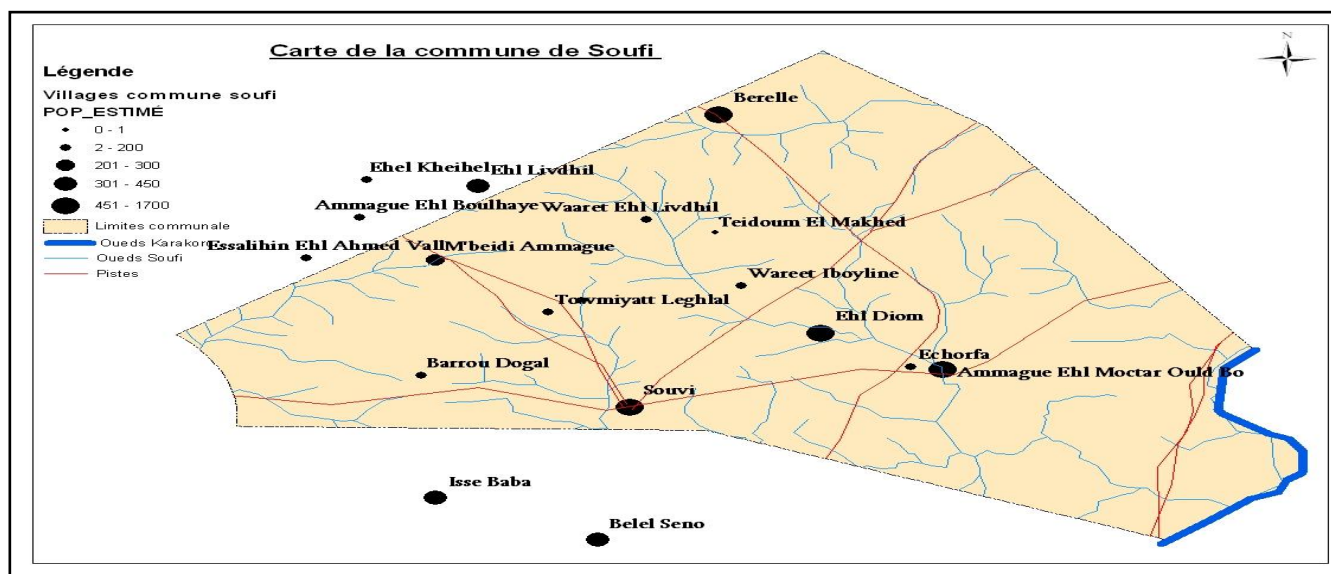 Carte de la commune de Soufi
N
Légende
Villages commune soufi
POP_ESTIMÉ
0 - 1
2 - 200
201 - 300
301 - 450
451 - 1700
Limites communale
Oueds Karakoro
Oueds Soufi
Pistes
Berelle
Ehel Kheihel
Ehl Livdhil
Ammague Ehl Boulhaye
Waaret Ehl Livdhil
Teidoum El Makhed
Essalihin Ehl Ahmed Vall
M'beidi Ammague
Wareet Iboyline
Towmiyatt Leghlal
Ehl Diom
Barrou Dogal
Echorfa
Ammague Ehl Moctar Ould Bo
Souvi
Isse Baba
Belel Seno